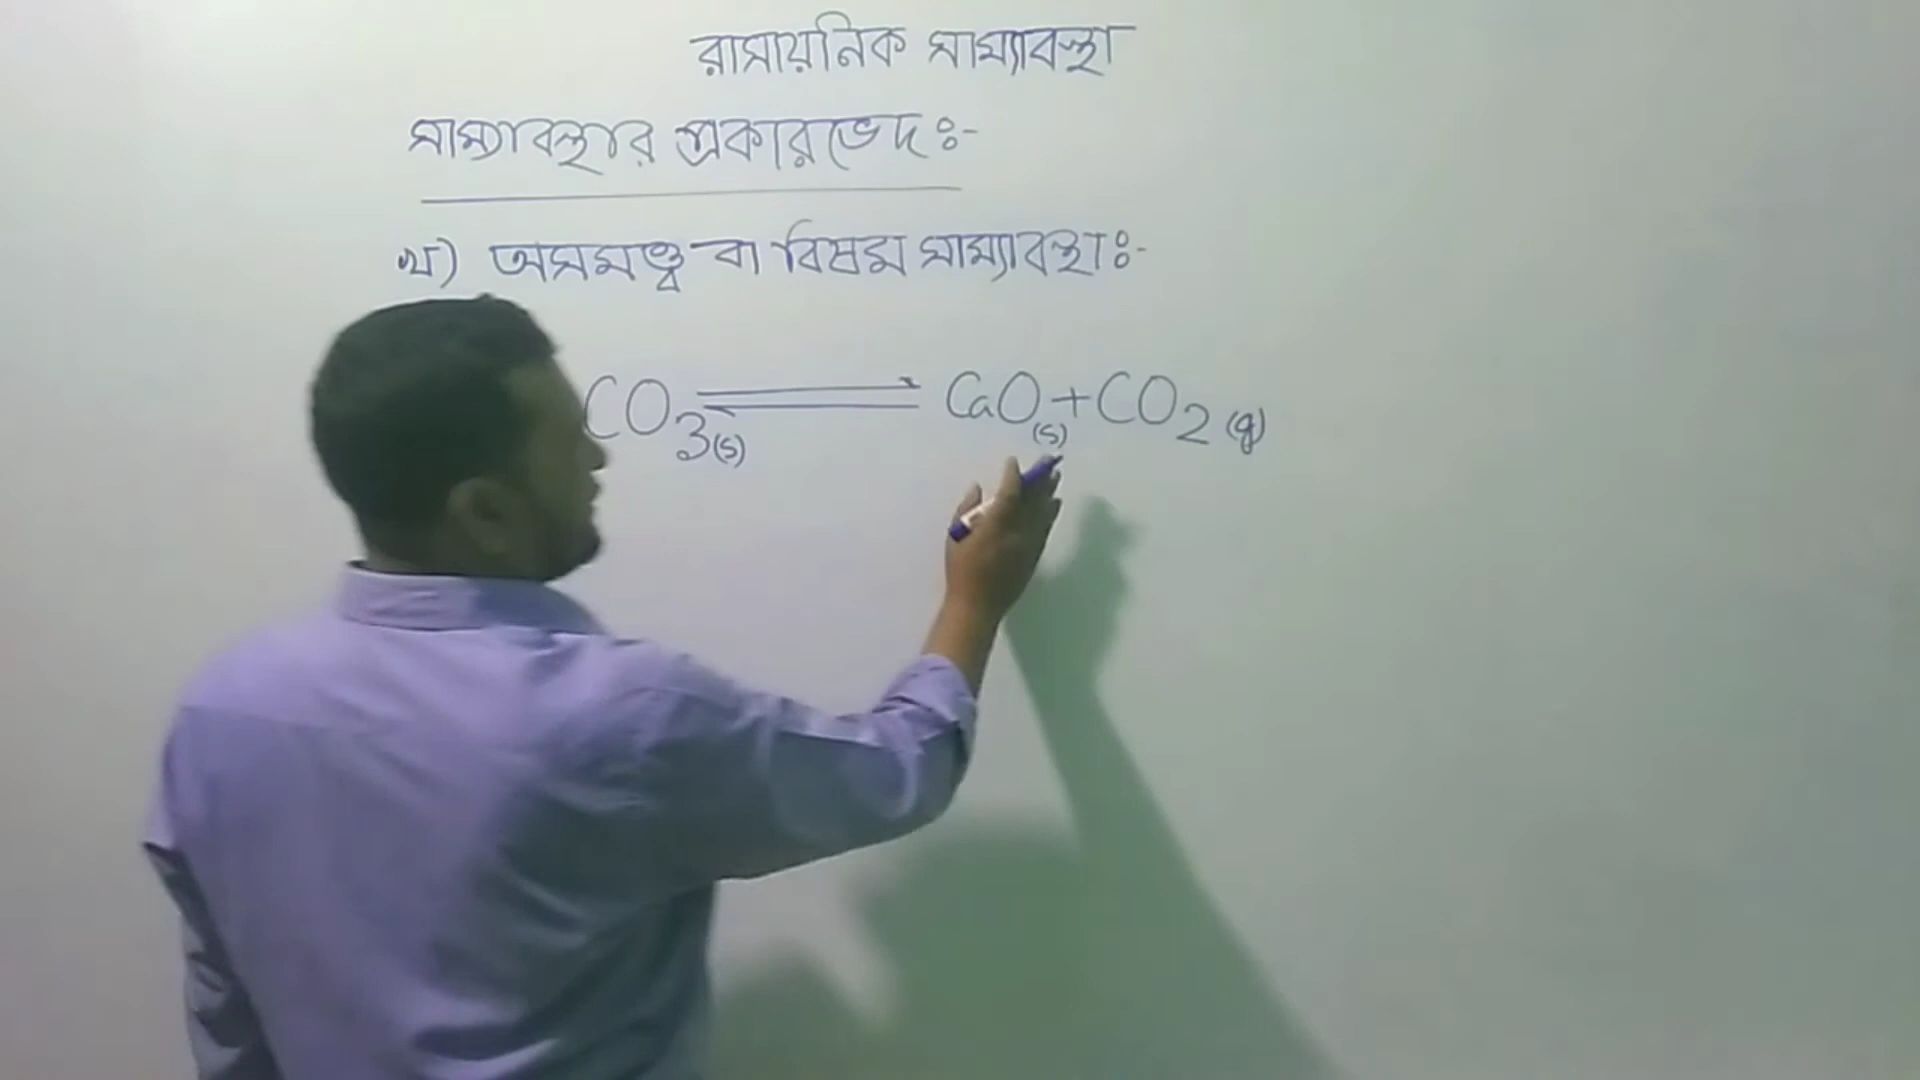 রাসায়নিক সাম্যাবস্থা
সাম্যাবস্থার প্রকারভেদঃ-
খ) অসমসত্ত্ব বা বিষম সাম্যাবস্থাঃ-
CO₃(s) ⇌ CaO(s) + CO₂(g)